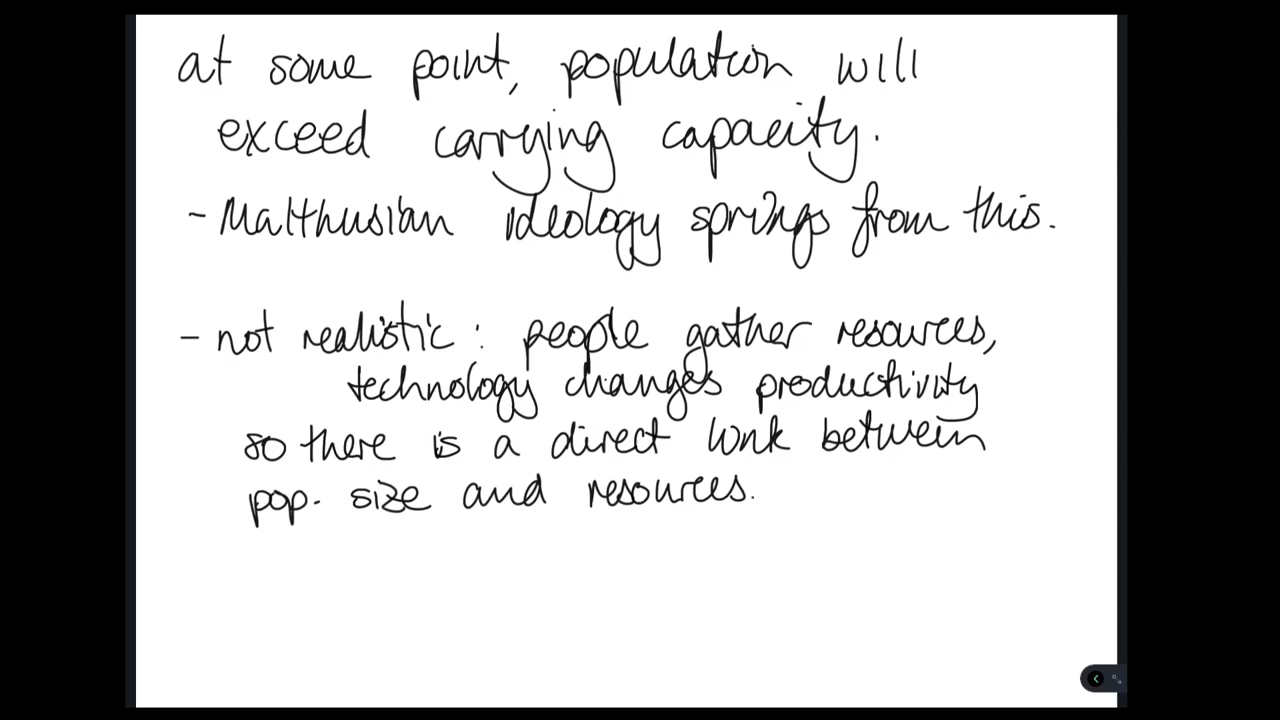 at some point, population will
exceed carrying capacity.
- Malthusian ideology springs from this.
- not realistic: people gather resources,
technology changes productivity
so there is a direct link between
pop. size and resources.